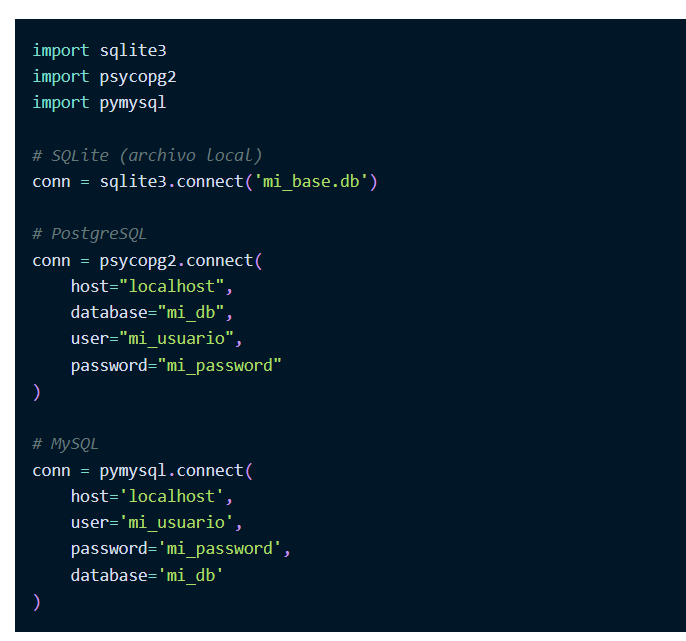 import sqlite3
import psycopg2
import pymysql

# SQLite (archivo local)
conn = sqlite3.connect('mi_base.db')

# PostgreSQL
conn = psycopg2.connect(
    host="localhost",
    database="mi_db",
    user="mi_usuario",
    password="mi_password"
)

# MySQL
conn = pymysql.connect(
    host='localhost',
    user='mi_usuario',
    password='mi_password',
    database='mi_db'
)